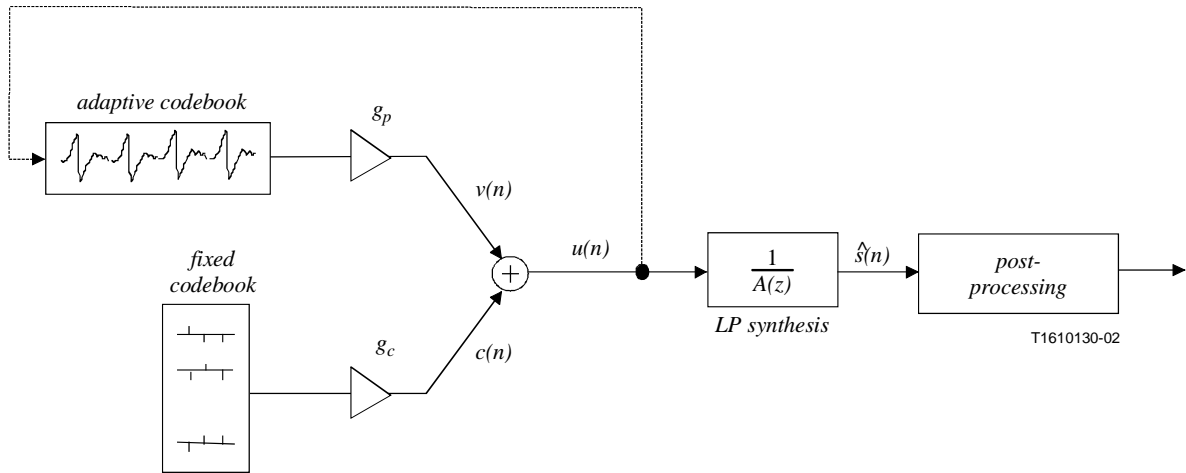 adaptive codebook
g_p
v(n)
fixed
codebook
g_c
c(n)
+
u(n)
1
A(z)
LP synthesis
ŝ(n)
post-
processing
T1610130-02